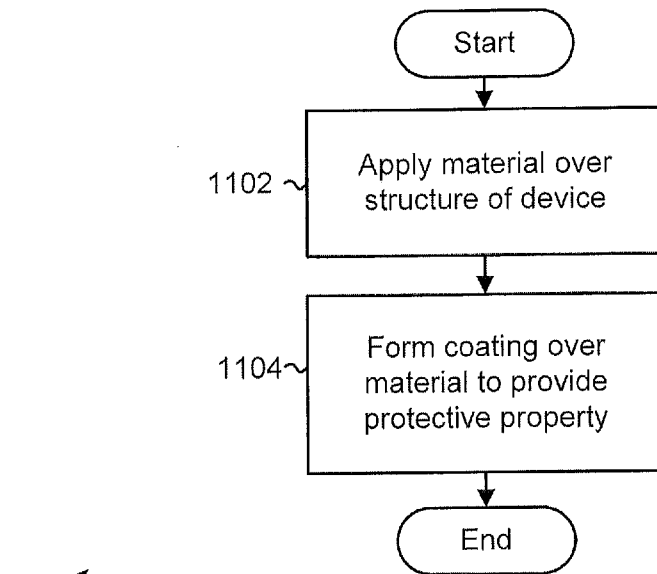 Start
1102
Apply material over
structure of device
1104
Form coating over
material to provide
protective property
End